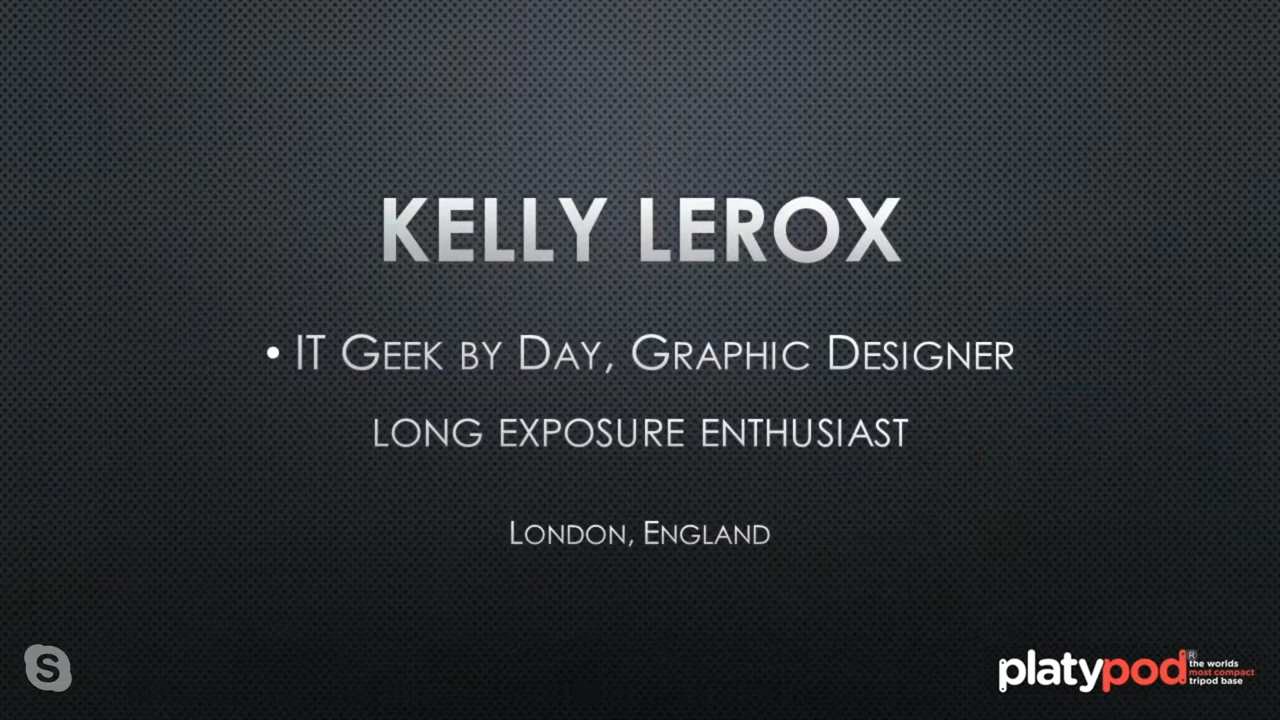 KELLY LEROX
• IT GEEK BY DAY, GRAPHIC DESIGNER
LONG EXPOSURE ENTHUSIAST
LONDON, ENGLAND
S
platypod®
the worlds
most compact
tripod base